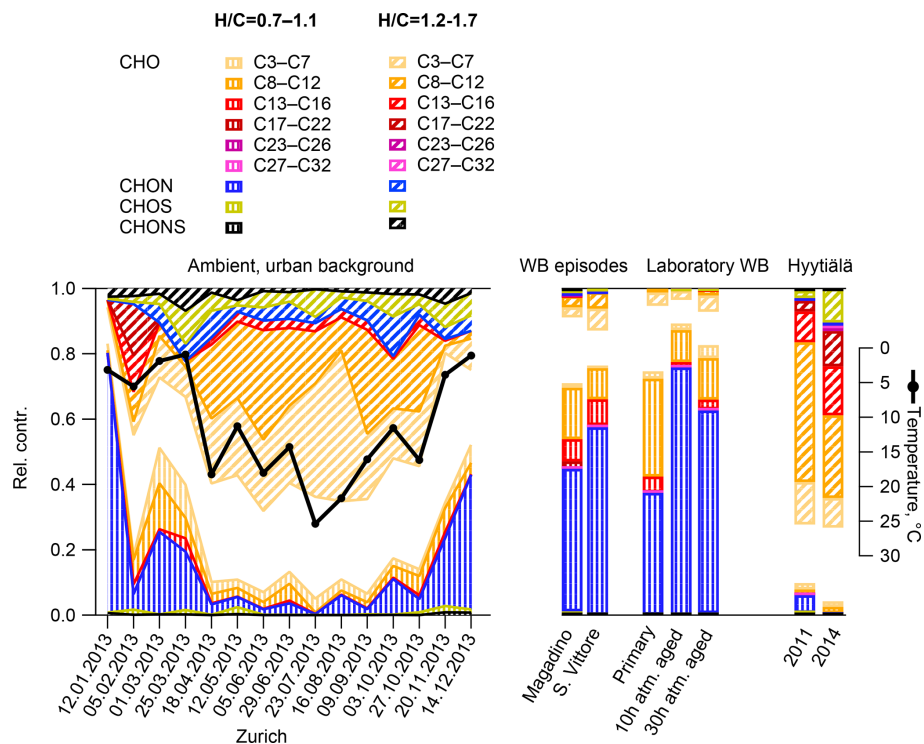 H/C=0.7–1.1 H/C=1.2-1.7
CHO C3–C7 C3–C7
C8–C12 C8–C12
C13–C16 C13–C16
C17–C22 C17–C22
C23–C26 C23–C26
C27–C32 C27–C32
CHON
CHOS
CHONS
Ambient, urban background WB episodes Laboratory WB Hyytiälä
Rel. contr.
1.0
0.8
0.6
0.4
0.2
0.0
0
5
10
15
20
25
30
Temperature, °C
12.01.2013
05.02.2013
01.03.2013
25.03.2013
18.04.2013
12.05.2013
05.06.2013
29.06.2013
23.07.2013
16.08.2013
09.09.2013
03.10.2013
27.10.2013
20.11.2013
14.12.2013
Zurich
Magadino
S. Vittore
Primary
10h atm. aged
30h atm. aged
2011
2014